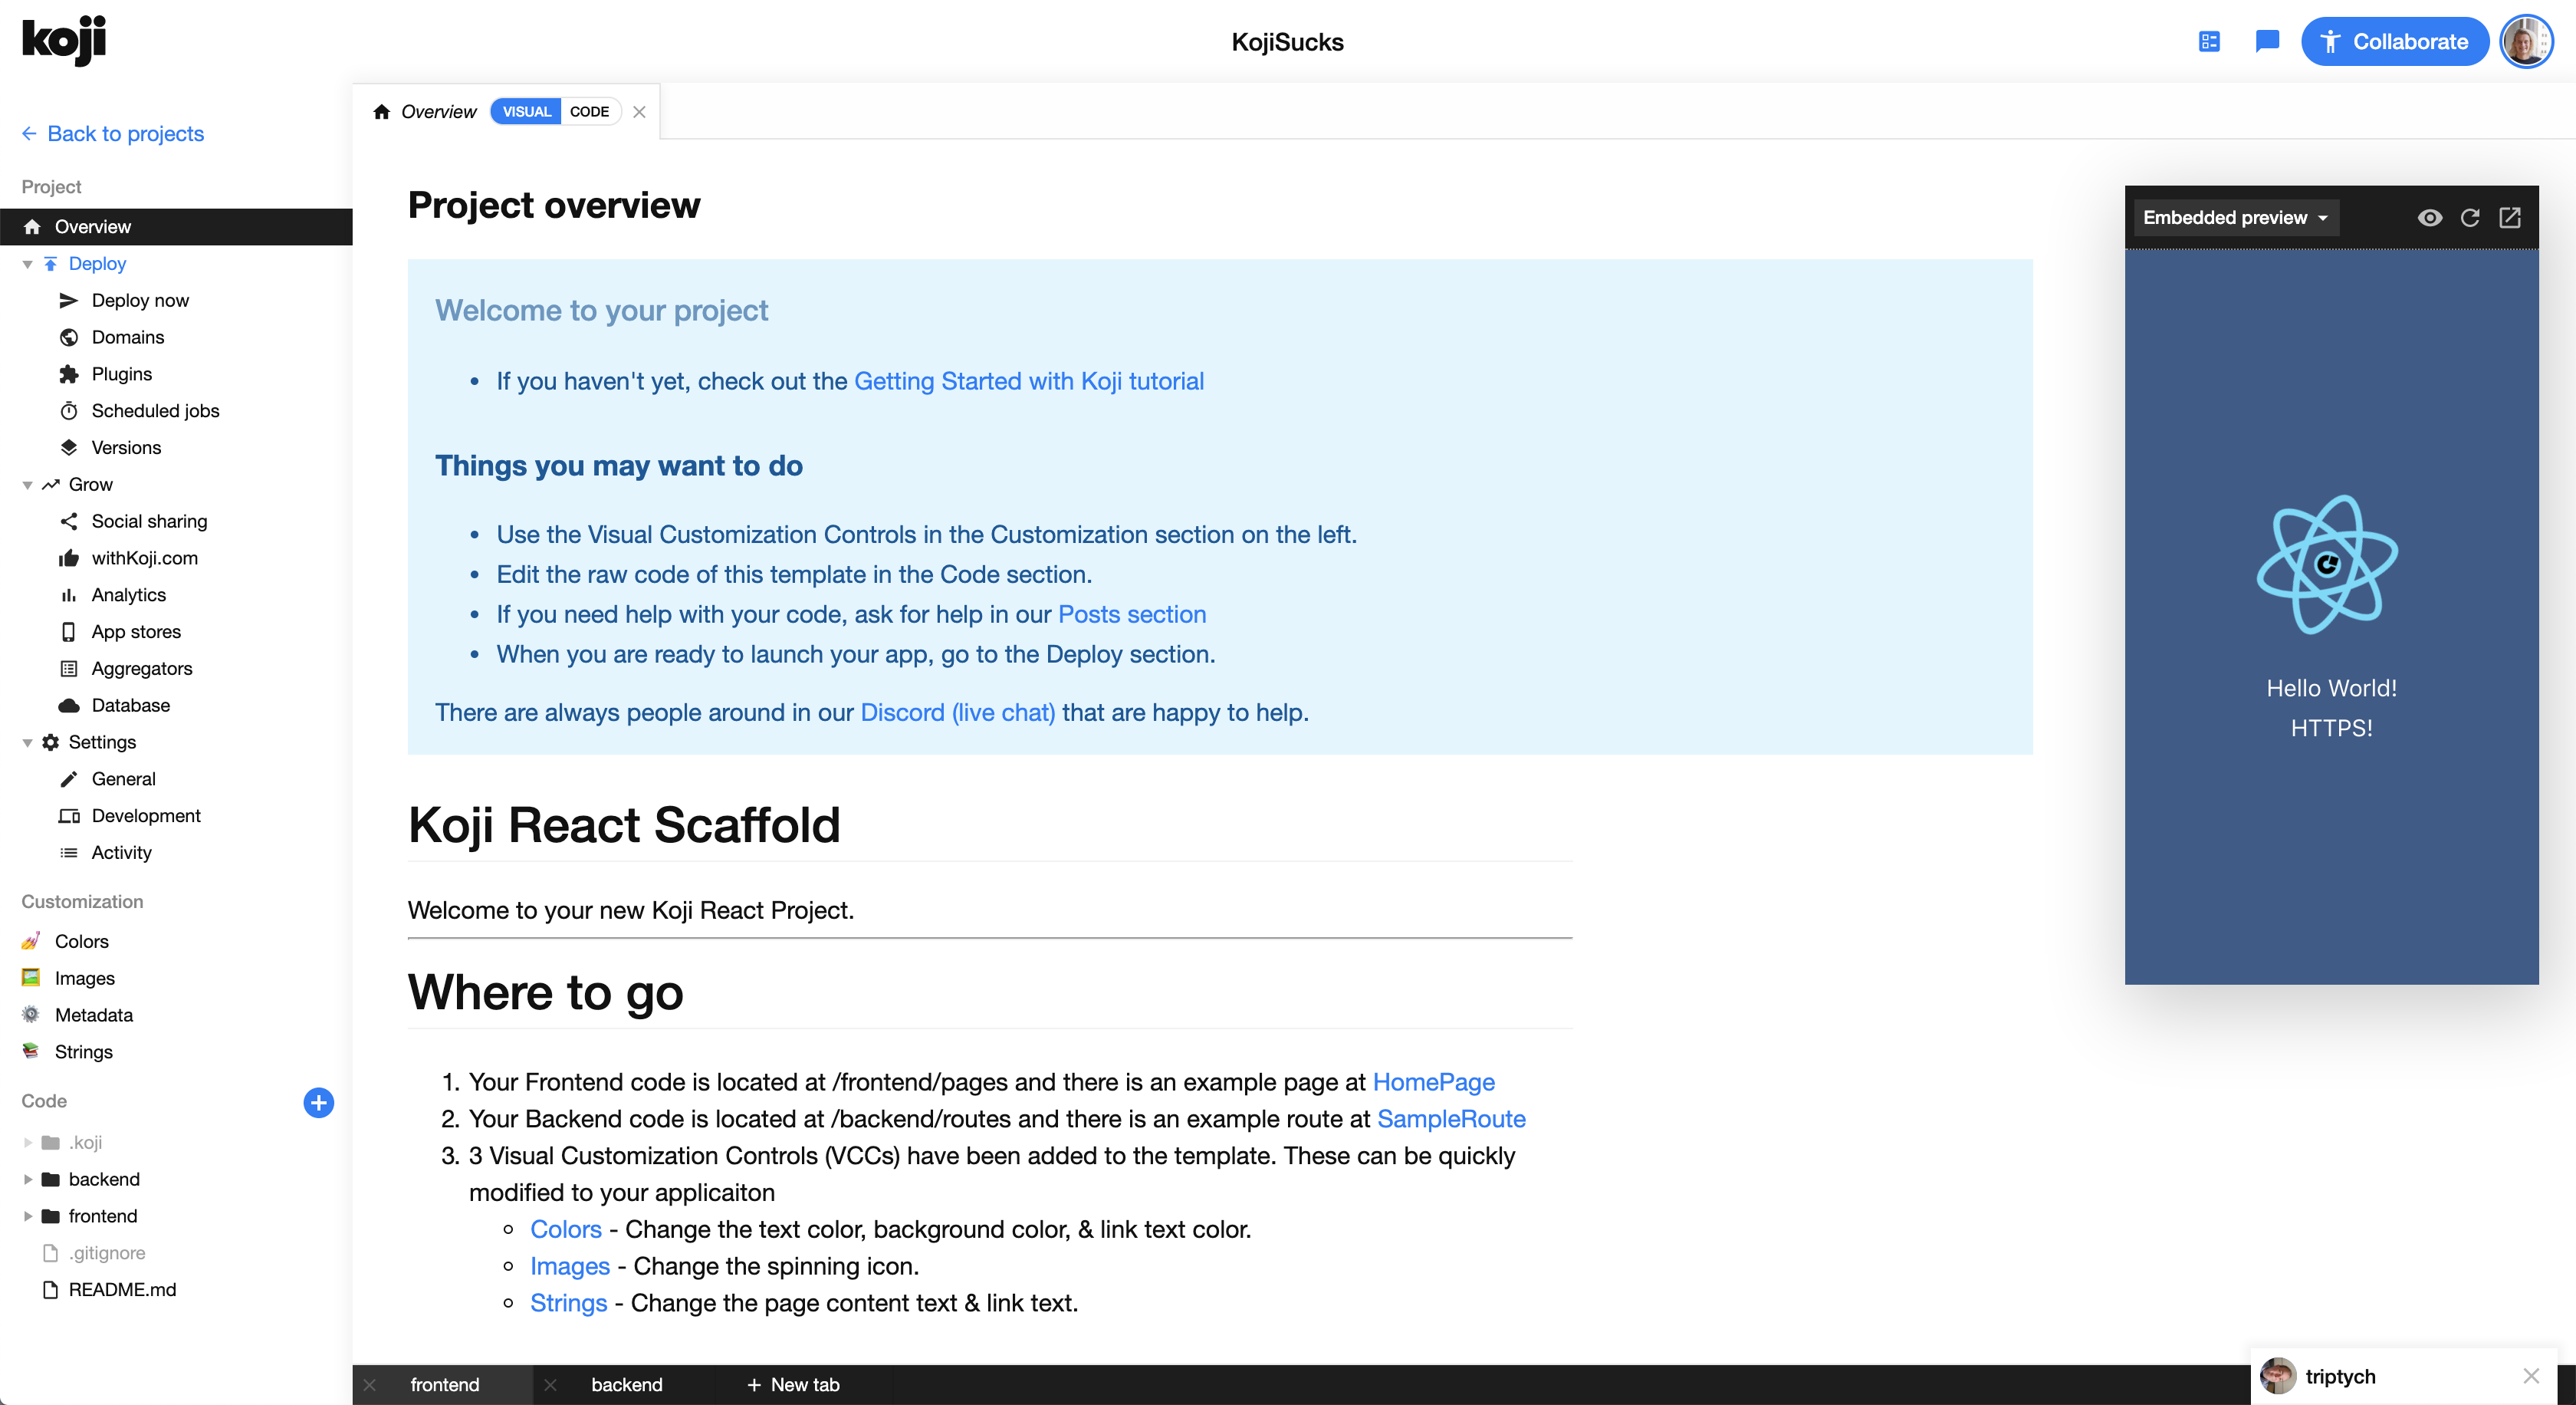 koji
KojiSucks
Collaborate
Back to projects
Project
Overview
Deploy
Deploy now
Domains
Plugins
Scheduled jobs
Versions
Grow
Social sharing
withKoji.com
Analytics
App stores
Aggregators
Database
Settings
General
Development
Activity
Customization
Colors
Images
Metadata
Strings
Code
.koji
backend
frontend
.gitignore
README.md
Overview VISUAL CODE
Project overview
Welcome to your project
• If you haven't yet, check out the Getting Started with Koji tutorial
Things you may want to do
• Use the Visual Customization Controls in the Customization section on the left.
• Edit the raw code of this template in the Code section.
• If you need help with your code, ask for help in our Posts section
• When you are ready to launch your app, go to the Deploy section.
There are always people around in our Discord (live chat) that are happy to help.
Koji React Scaffold
Welcome to your new Koji React Project.
Where to go
1. Your Frontend code is located at /frontend/pages and there is an example page at HomePage
2. Your Backend code is located at /backend/routes and there is an example route at SampleRoute
3. 3 Visual Customization Controls (VCCs) have been added to the template. These can be quickly
modified to your applicaiton
Colors - Change the text color, background color, & link text color.
Images - Change the spinning icon.
Strings - Change the page content text & link text.
Embedded preview
Hello World!
HTTPS!
frontend
backend
+ New tab
triptych